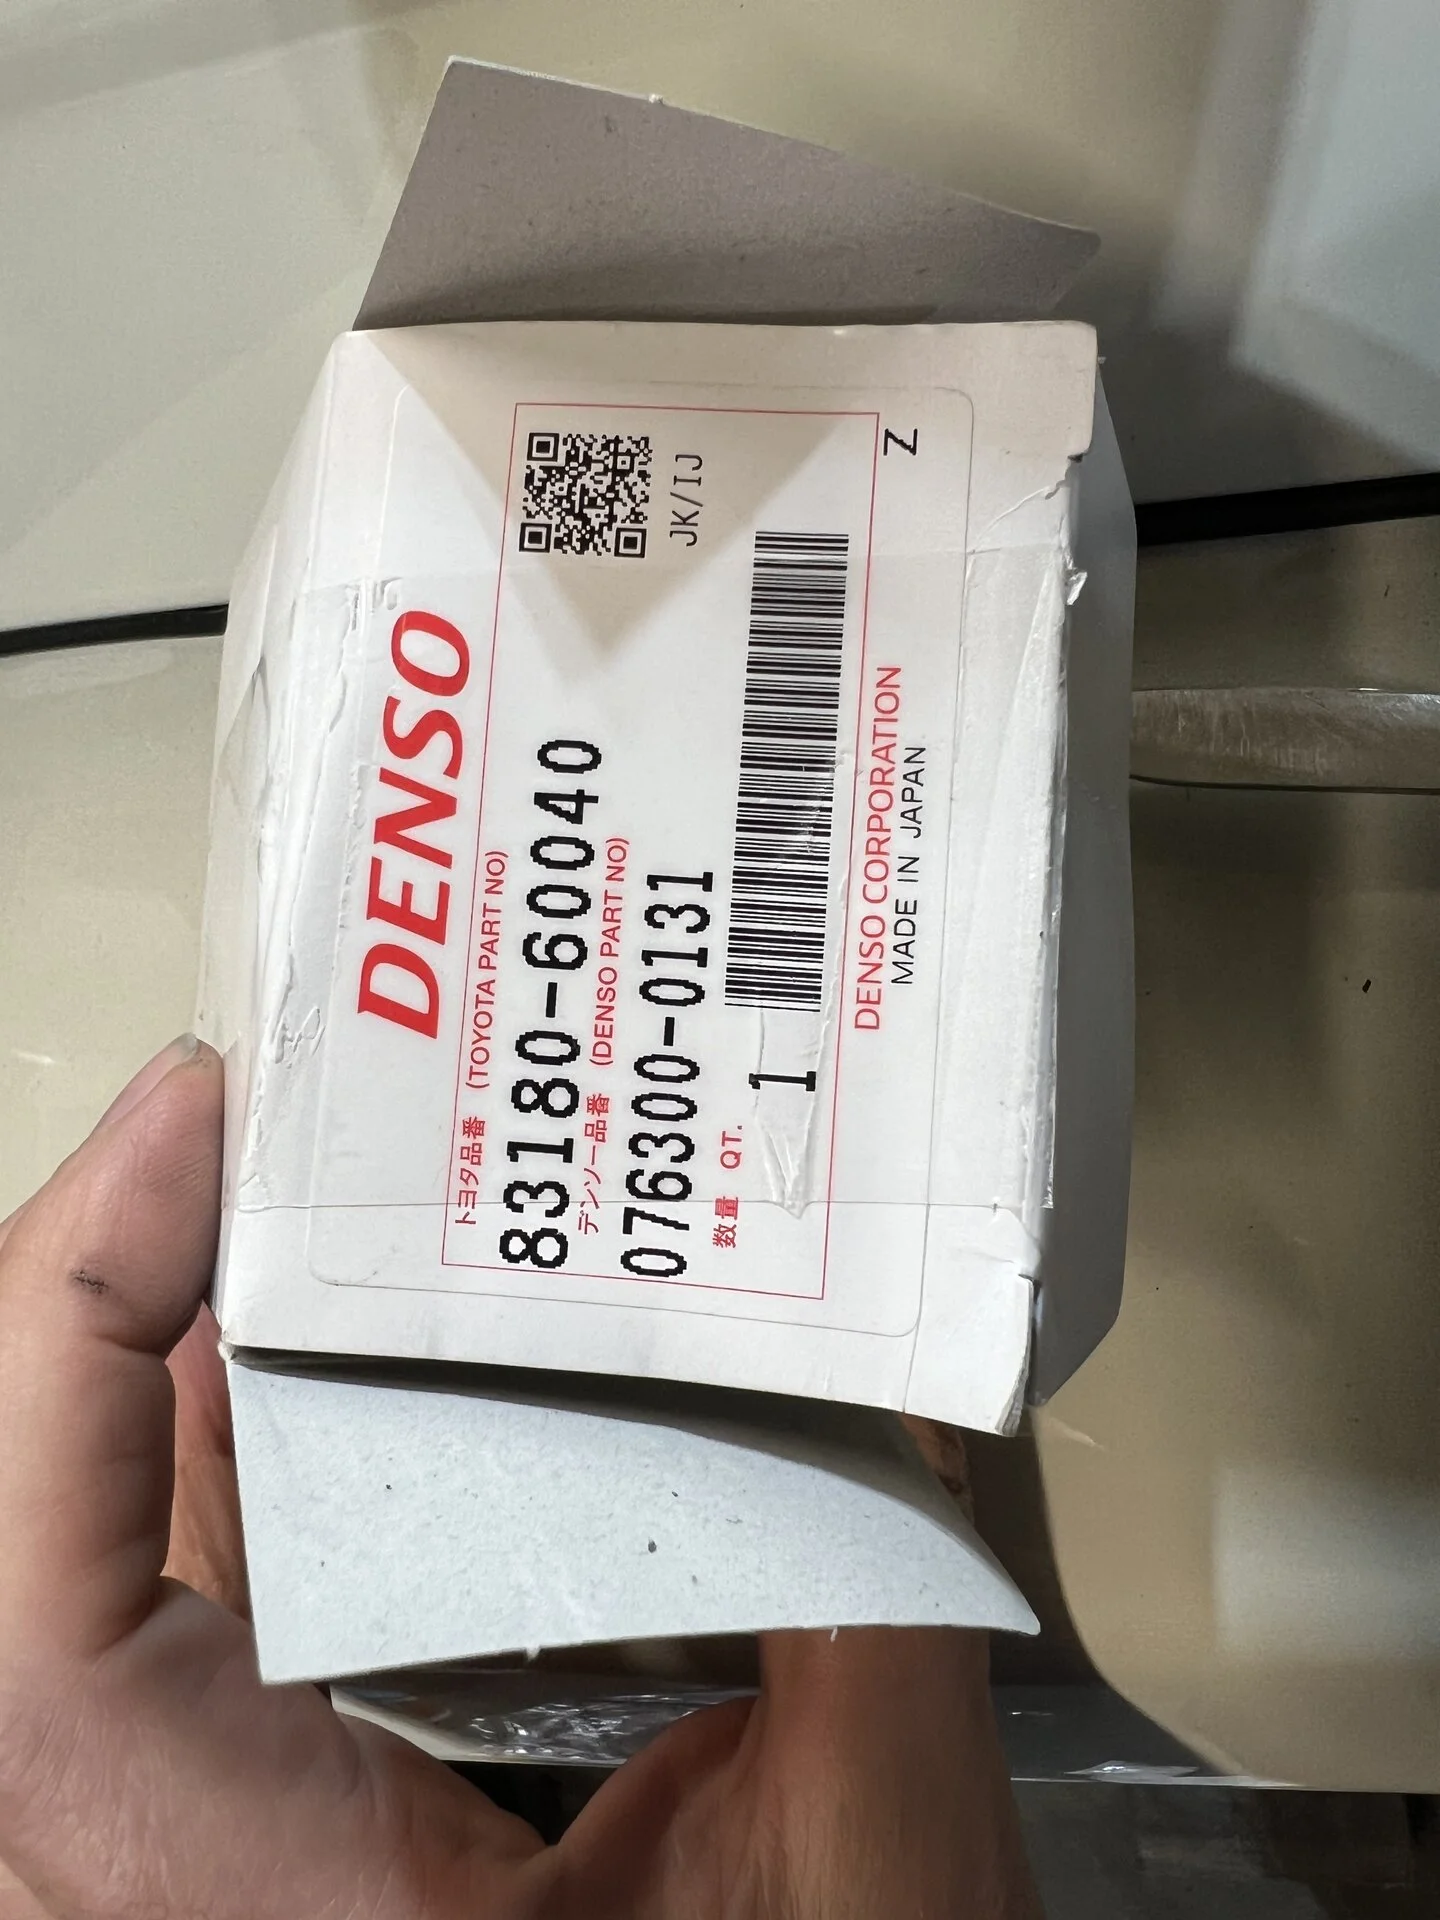 DENSO
トヨタ品番 (TOYOTA PART NO)
83180-60040
デンソー品番 (DENSO PART NO)
076300-0131
JK/IJ
数量 QT.
1
DENSO CORPORATION
MADE IN JAPAN
Z